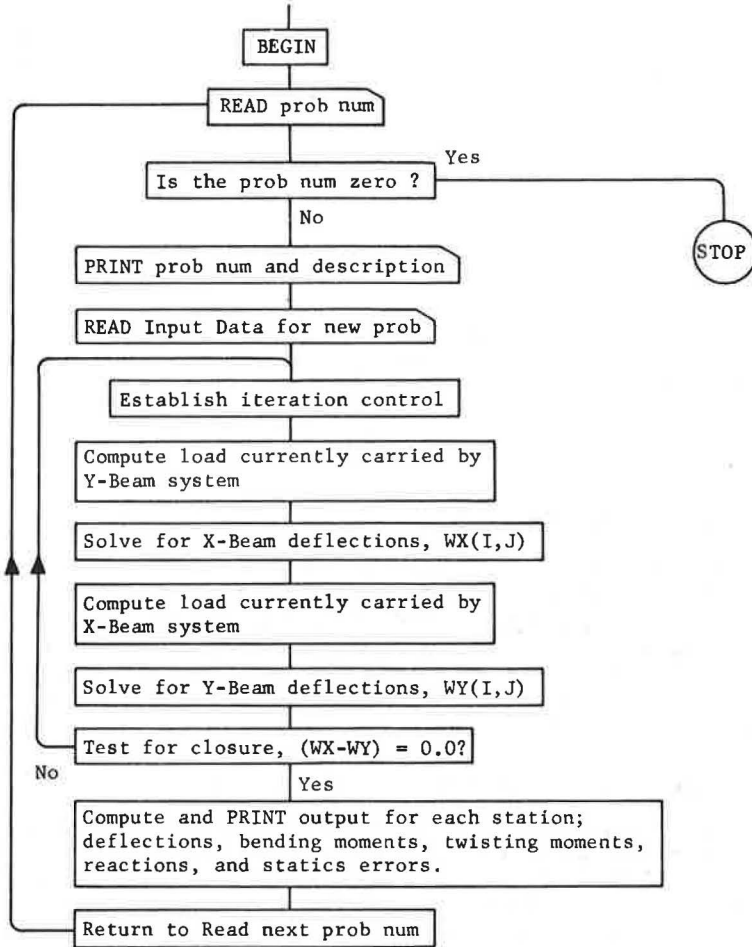 BEGIN
READ prob num
Is the prob num zero ?
Yes
No
STOP
PRINT prob num and description
READ Input Data for new prob
Establish iteration control
Compute load currently carried by
Y-Beam system
Solve for X-Beam deflections, WX(I,J)
Compute load currently carried by
X-Beam system
Solve for Y-Beam deflections, WY(I,J)
Test for closure, (WX-WY) = 0.0?
No
Yes
Compute and PRINT output for each station;
deflections, bending moments, twisting moments,
reactions, and statics errors.
Return to Read next prob num